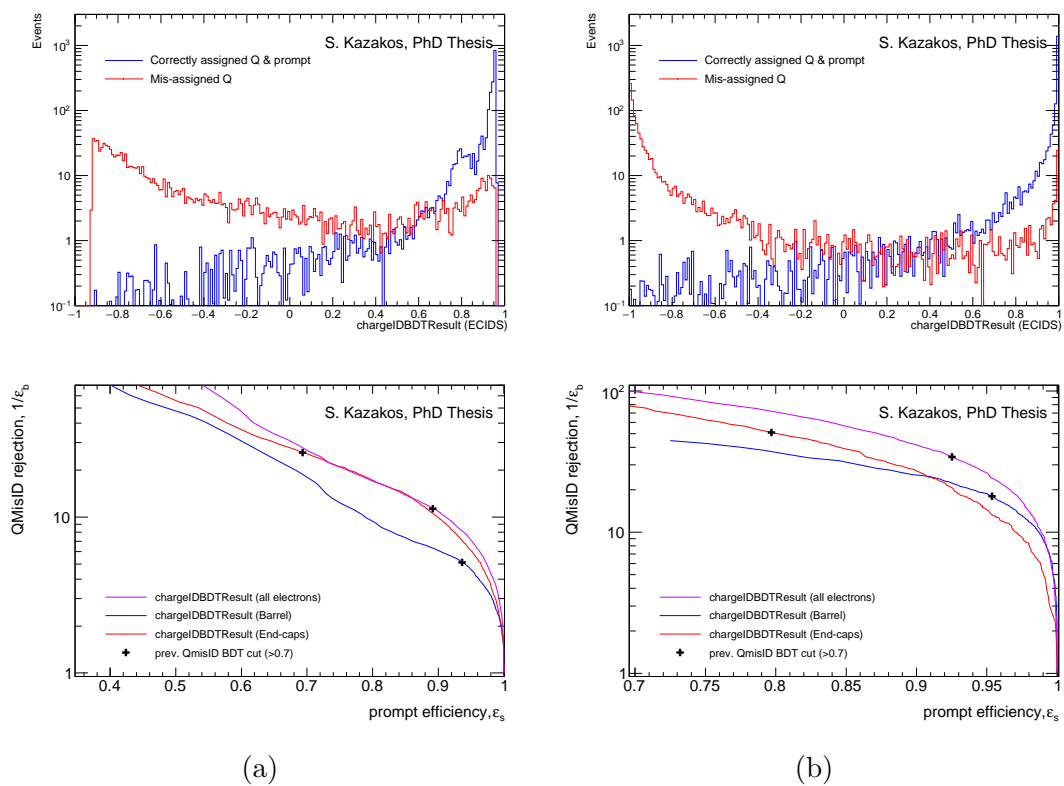 Events
10³
10²
10
1
10⁻¹
S. Kazakos, PhD Thesis
Correctly assigned Q & prompt
Mis-assigned Q
−1 −0.8 −0.6 −0.4 −0.2 0 0.2 0.4 0.6 0.8 1
chargeIDBDTResult (ECIDS)
Events
10³
10²
10
1
10⁻¹
S. Kazakos, PhD Thesis
Correctly assigned Q & prompt
Mis-assigned Q
−1 −0.8 −0.6 −0.4 −0.2 0 0.2 0.4 0.6 0.8 1
chargeIDBDTResult (ECIDS)
QMisID rejection, 1/ε_b
10
1
S. Kazakos, PhD Thesis
chargeIDBDTResult (all electrons)
chargeIDBDTResult (Barrel)
chargeIDBDTResult (End-caps)
prev. QmisID BDT cut (>0.7)
0.4 0.5 0.6 0.7 0.8 0.9 1
prompt efficiency,ε_s
QMisID rejection, 1/ε_b
10²
10
1
S. Kazakos, PhD Thesis
chargeIDBDTResult (all electrons)
chargeIDBDTResult (Barrel)
chargeIDBDTResult (End-caps)
prev. QmisID BDT cut (>0.7)
0.7 0.75 0.8 0.85 0.9 0.95 1
prompt efficiency,ε_s
(a)
(b)